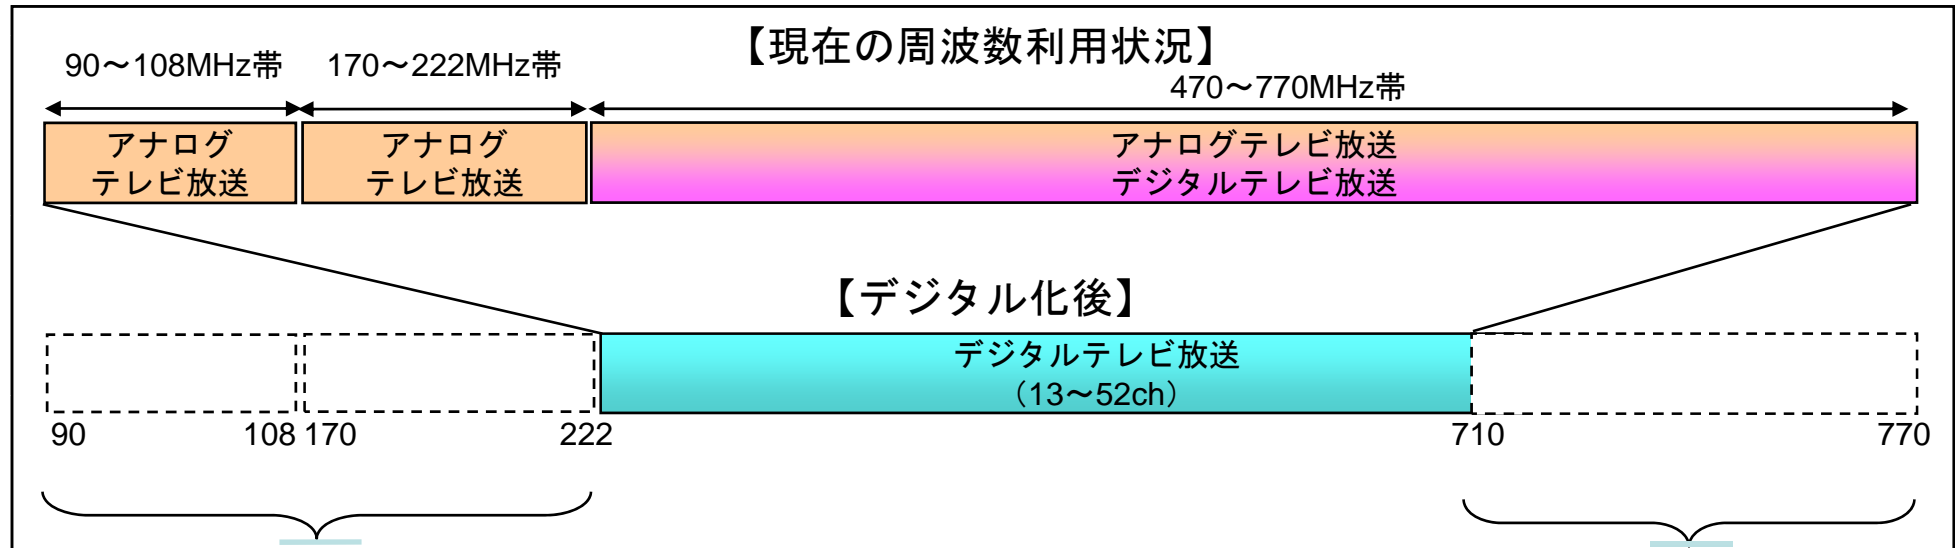 【現在の周波数利用状況】
90～108MHz帯
170～222MHz帯
470～770MHz帯
アナログ
テレビ放送
アナログ
テレビ放送
アナログテレビ放送
デジタルテレビ放送
【デジタル化後】
デジタルテレビ放送
（13～52ch）
90
108
170
222
710
770